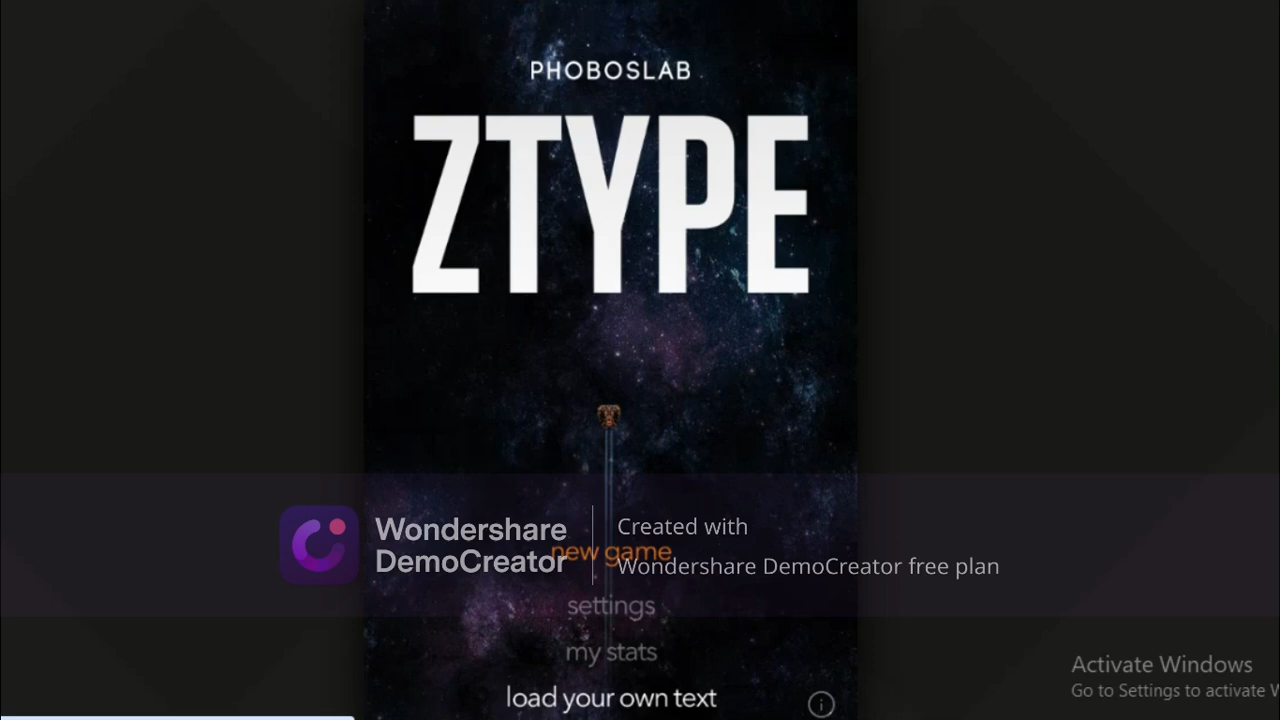 PHOBOSLAB
ZTYPE
Wondershare
DemoCreator
Created with
Wondershare DemoCreator free plan
new game
settings
my stats
load your own text
Activate Windows
Go to Settings to activate W